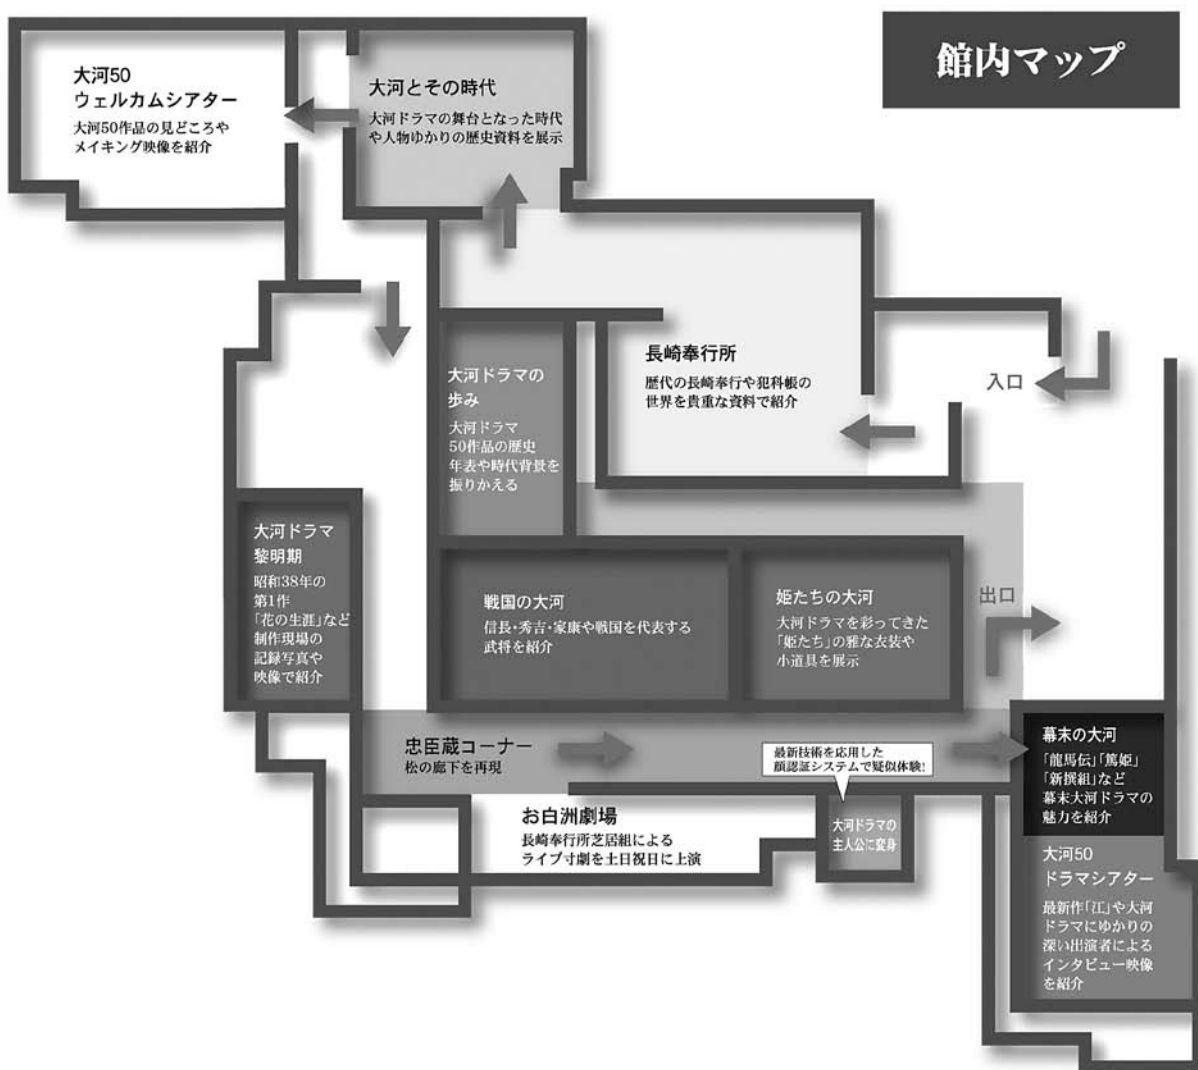 館内マップ
大河50
ウェルカムシアター
大河50作品の見どころや
メイキング映像を紹介
大河とその時代
大河ドラマの舞台となった時代
や人物ゆかりの歴史資料を展示
長崎奉行所
歴代の長崎奉行や犯科帳の
世界を貴重な資料で紹介
入口
大河ドラマの
歩み
大河ドラマ
50作品の歴史
年表や時代背景を
振りかえる
大河ドラマ
黎明期
昭和38年の
第1作
「花の生涯」など
制作現場の
記録写真や
映像で紹介
戦国の大河
信長・秀吉・家康や戦国を代表する
武将を紹介
姫たちの大河
大河ドラマを彩ってきた
「姫たち」の雅な衣装や
小道具を展示
出口
忠臣蔵コーナー
松の廊下を再現
最新技術を応用した
顔認証システムで疑似体験!
大河ドラマの
主人公に変身
お白洲劇場
長崎奉行所芝居組による
ライブ寸劇を土日祝日に上演
幕末の大河
「龍馬伝」「篤姫」
「新撰組」など
幕末大河ドラマの
魅力を紹介
大河50
ドラマシアター
最新作「江」や大河
ドラマにゆかりの
深い出演者による
インタビュー映像
を紹介